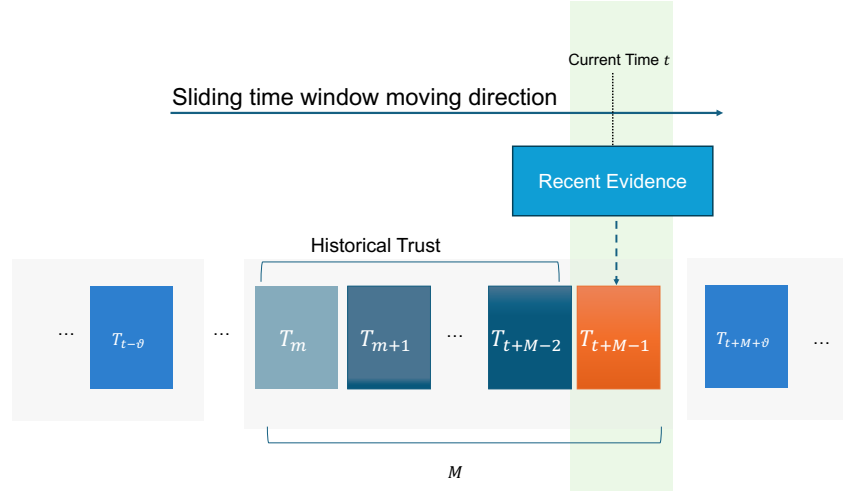 Current Time t
Sliding time window moving direction
Recent Evidence
Historical Trust
... T_{t-ϑ} ... T_m T_{m+1} ... T_{t+M-2} T_{t+M-1} T_{t+M+ϑ} ...
M